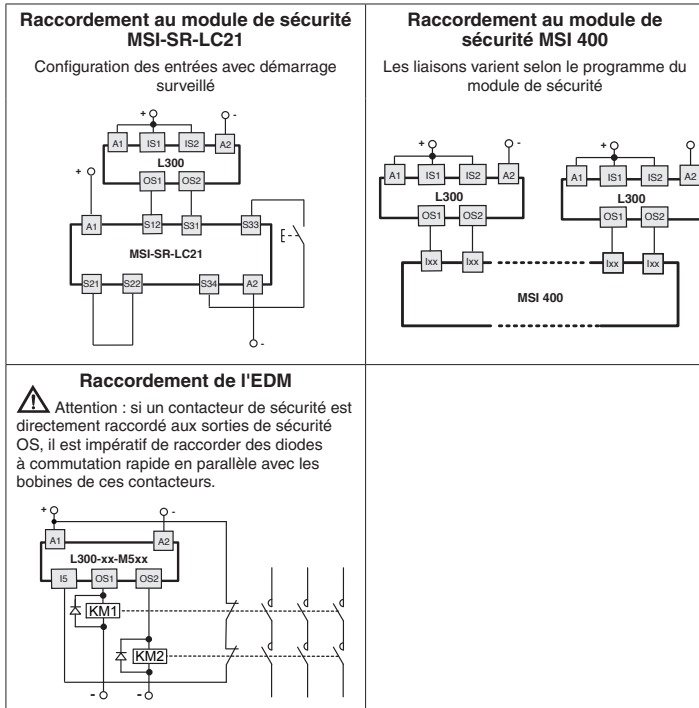 Raccordement au module de sécurité
MSI-SR-LC21
Configuration des entrées avec démarrage
surveillé
+ -
A1 IS1 IS2 A2
L300
+
OS1 OS2
A1 S12 S31 S33
MSI-SR-LC21
S21 S22 S34 A2
-
Raccordement au module de
sécurité MSI 400
Les liaisons varient selon le programme du
module de sécurité
+ - +
A1 IS1 IS2 A2 A1 IS1 IS2 A2
L300 L300
OS1 OS2 OS1 OS2
Ixx Ixx Ixx Ixx
MSI 400
Raccordement de l'EDM
Attention : si un contacteur de sécurité est
directement raccordé aux sorties de sécurité
OS, il est impératif de raccorder des diodes
à commutation rapide en parallèle avec les
bobines de ces contacteurs.
+ -
A1 A2
L300-xx-M5xx
I5 OS1 OS2
KM1
KM2
- -